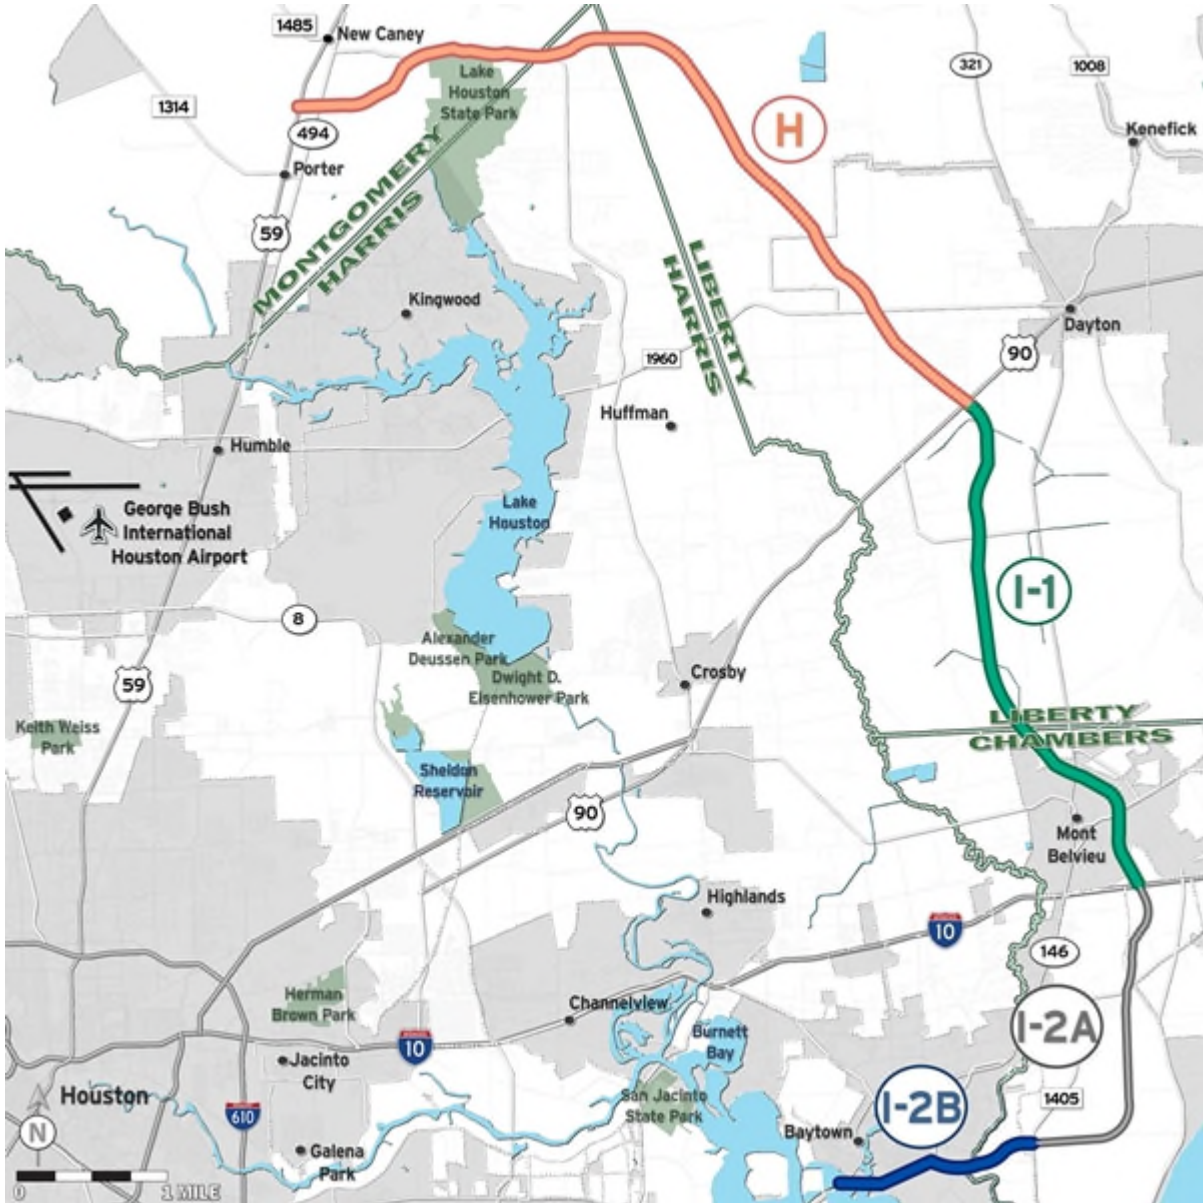 1485
New Caney
321
1008
Lake
Houston
State Park
1314
494
H
Kenefick
Porter
59
MONTGOMERY
HARRIS
LIBERTY
HARRIS
Kingwood
Dayton
90
1960
Huffman
Humble
George Bush
International
Houston Airport
Lake
Houston
I-1
8
Alexander
Deussen Park
Dwight D.
Eisenhower Park
Crosby
59
Keith Weiss
Park
LIBERTY
CHAMBERS
Sheldon
Reservoir
90
Mont
Belvieu
Highlands
10
146
Herman
Brown Park
Channelview
I-2A
Burnett
Bay
10
Jacinto
City
Houston
610
San Jacinto
State Park
I-2B
1405
N
Baytown
Galena
Park
0
1 MILE